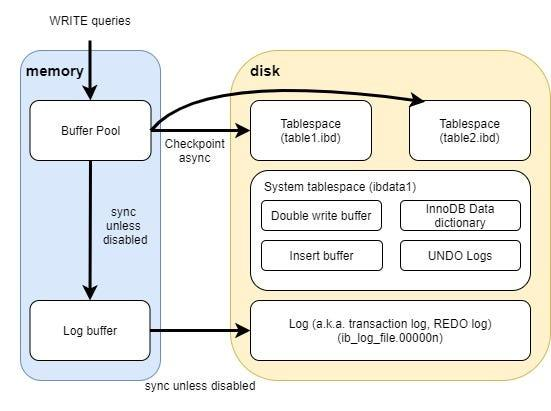 WRITE queries
memory
disk
Buffer Pool
Checkpoint
async
Tablespace
(table1.ibd)
Tablespace
(table2.ibd)
System tablespace (ibdata1)
Double write buffer
InnoDB Data
dictionary
Insert buffer
UNDO Logs
sync
unless
disabled
Log buffer
Log (a.k.a. transaction log, REDO log)
(ib_log_file.00000n)
sync unless disabled